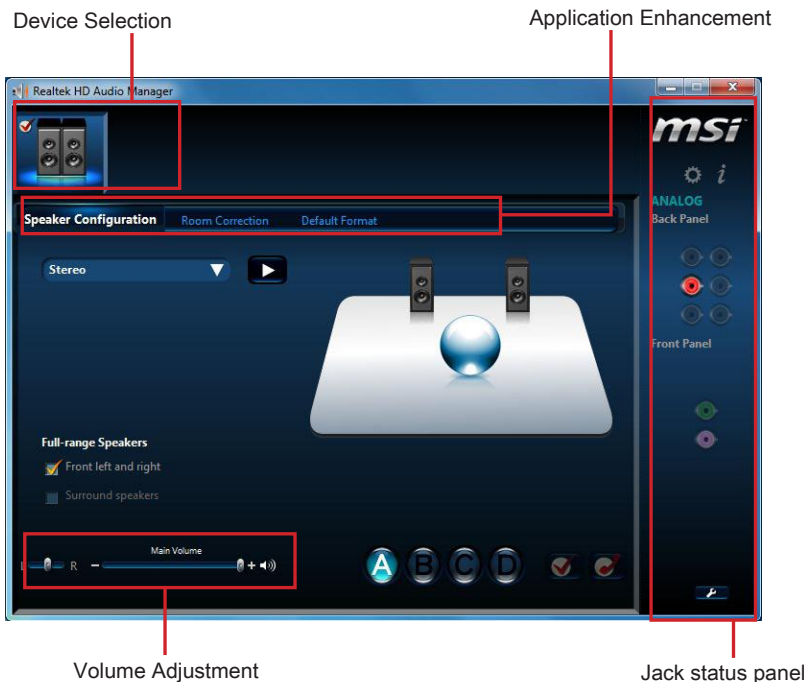 Device Selection
Application Enhancement
Realtek HD Audio Manager
msi
i
ANALOG
Back Panel
Speaker Configuration Room Correction Default Format
Stereo
Front Panel
Full-range Speakers
Front left and right
Surround speakers
Main Volume
L R - +
A B C D
Volume Adjustment
Jack status panel